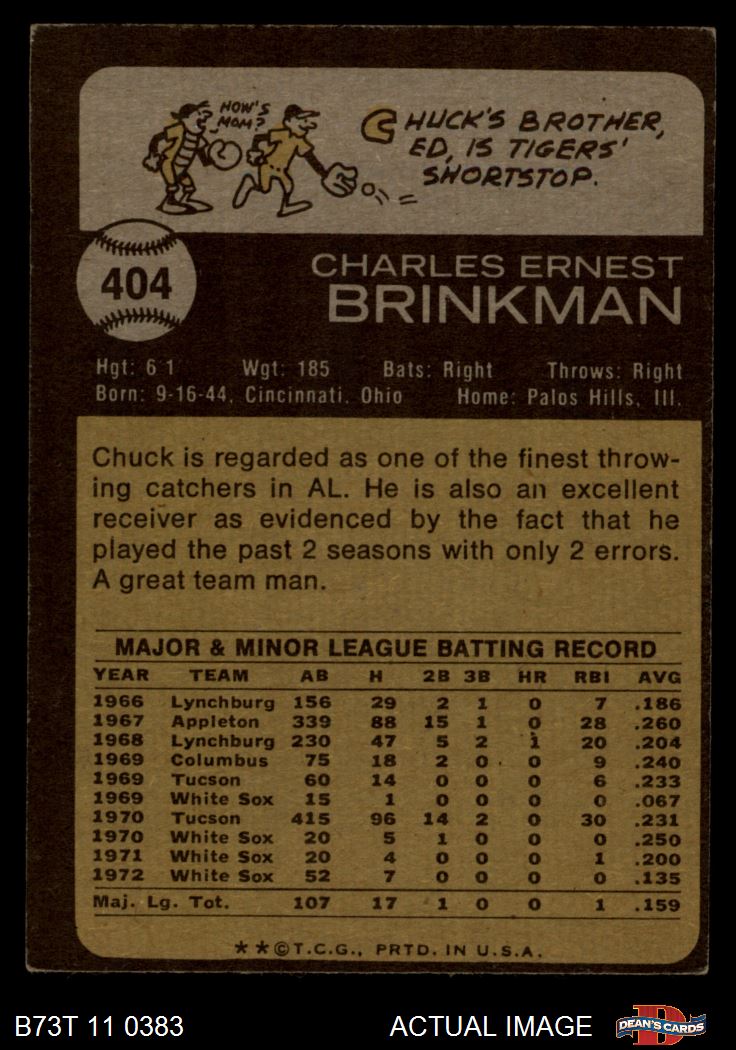 HOW'S
MOM?
CHUCK'S BROTHER,
ED, IS TIGERS'
SHORTSTOP.
404
CHARLES ERNEST
BRINKMAN
Hgt: 6 1 Wgt: 185 Bats: Right Throws: Right
Born: 9-16-44, Cincinnati, Ohio Home: Palos Hills, Ill.
Chuck is regarded as one of the finest throw-
ing catchers in AL. He is also an excellent
receiver as evidenced by the fact that he
played the past 2 seasons with only 2 errors.
A great team man.
MAJOR & MINOR LEAGUE BATTING RECORD
YEAR TEAM AB H 2B 3B HR RBI AVG
1966 Lynchburg 156 29 2 1 0 7 .186
1967 Appleton 339 88 15 1 0 28 .260
1968 Lynchburg 230 47 5 2 1 20 .204
1969 Columbus 75 18 2 0 0 9 .240
1969 Tucson 60 14 0 0 0 6 .233
1969 White Sox 15 1 0 0 0 0 .067
1970 Tucson 415 96 14 2 0 30 .231
1970 White Sox 20 5 1 0 0 0 .250
1971 White Sox 20 4 0 0 0 1 .200
1972 White Sox 52 7 0 0 0 0 .135
Maj. Lg. Tot. 107 17 1 0 0 1 .159
**©T.C.G., PRTD. IN U.S.A.
B73T 11 0383 ACTUAL IMAGE D DEAN'S CARDS